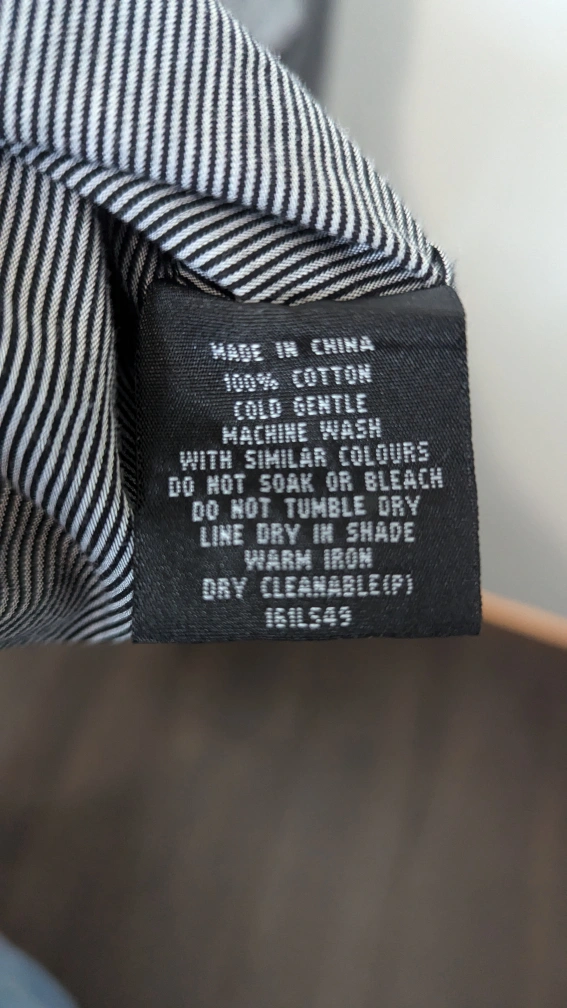 MADE IN CHINA
100% COTTON
COLD GENTLE
MACHINE WASH
WITH SIMILAR COLOURS
DO NOT SOAK OR BLEACH
DO NOT TUMBLE DRY
LINE DRY IN SHADE
WARM IRON
DRY CLEANABLE(P)
161LS49